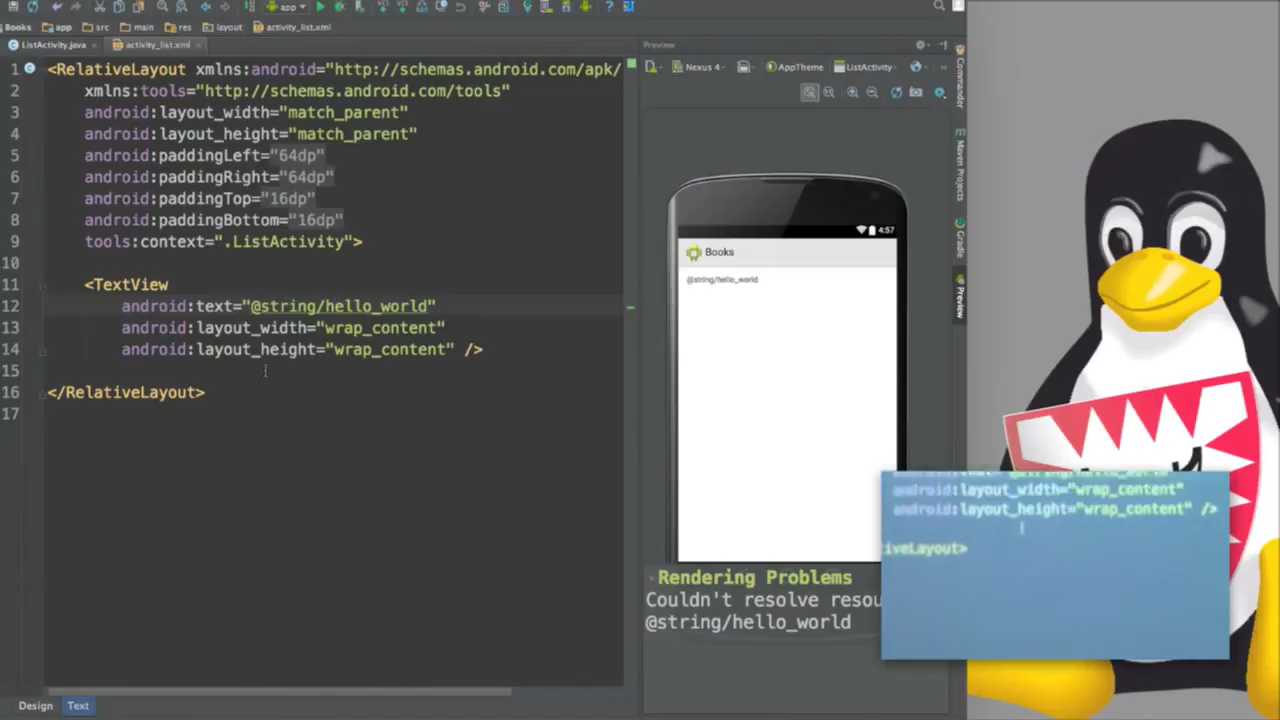 app
Books app src main res layout activity_list.xml
ListActivity.java activity_list.xml
1 <RelativeLayout xmlns:android="http://schemas.android.com/apk/
2 xmlns:tools="http://schemas.android.com/tools"
3 android:layout_width="match_parent"
4 android:layout_height="match_parent"
5 android:paddingLeft="64dp"
6 android:paddingRight="64dp"
7 android:paddingTop="16dp"
8 android:paddingBottom="16dp"
9 tools:context=".ListActivity">
10
11 <TextView
12 android:text="@string/hello_world"
13 android:layout_width="wrap_content"
14 android:layout_height="wrap_content" />
15
16 </RelativeLayout>
17
Design Text
Preview
Nexus 4 AppTheme ListActivity
4:57
Books
@string/hello_world
Rendering Problems
Couldn't resolve resou
@string/hello_world
Commander
Maven Projects
Gradle
Preview
android:layout_width="wrap_content"
android:layout_height="wrap_content" />
tiveLayout>